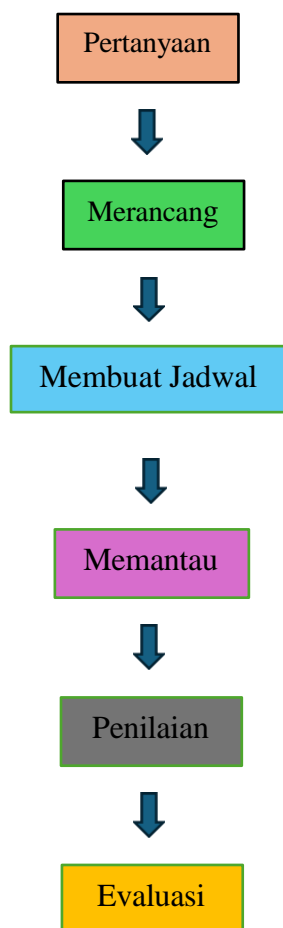 Pertanyaan
Merancang
Membuat Jadwal
Memantau
Penilaian
Evaluasi